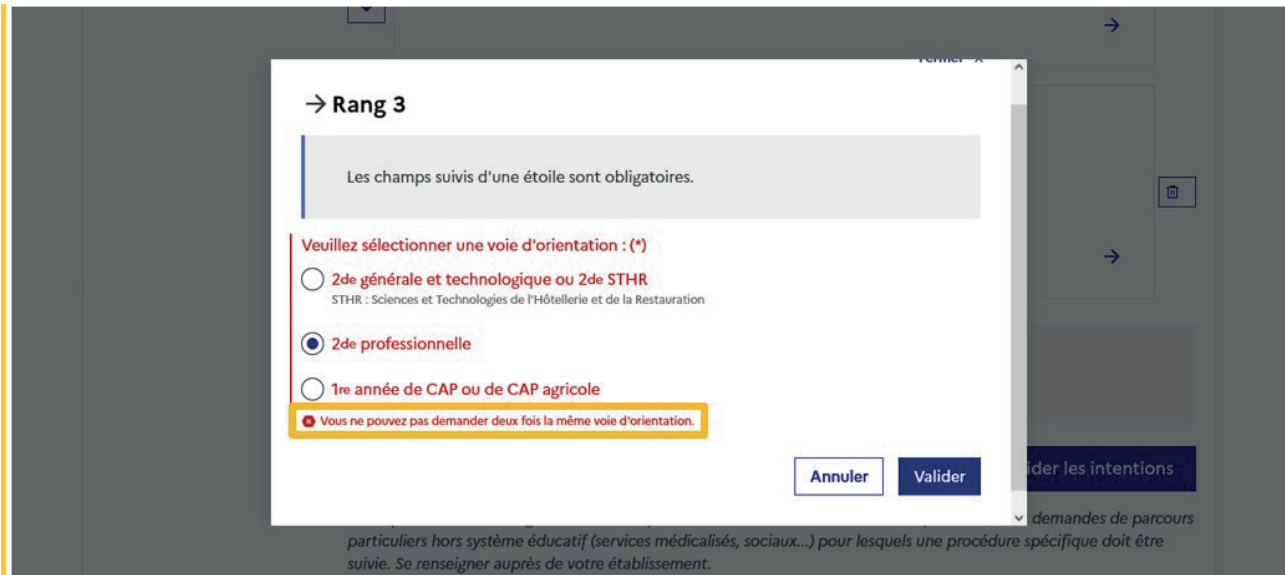 → Rang 3
Les champs suivis d'une étoile sont obligatoires.
Veuillez sélectionner une voie d'orientation : (*)
2de générale et technologique ou 2de STHR
STHR : Sciences et Technologies de l'Hôtellerie et de la Restauration
2de professionnelle
1re année de CAP ou de CAP agricole
Vous ne pouvez pas demander deux fois la même voie d'orientation.
Annuler
Valider
ider les intentions
demandes de parcours
particuliers hors système éducatif (services médicalisés, sociaux...) pour lesquels une procédure spécifique doit être
suivie. Se renseigner auprès de votre établissement.